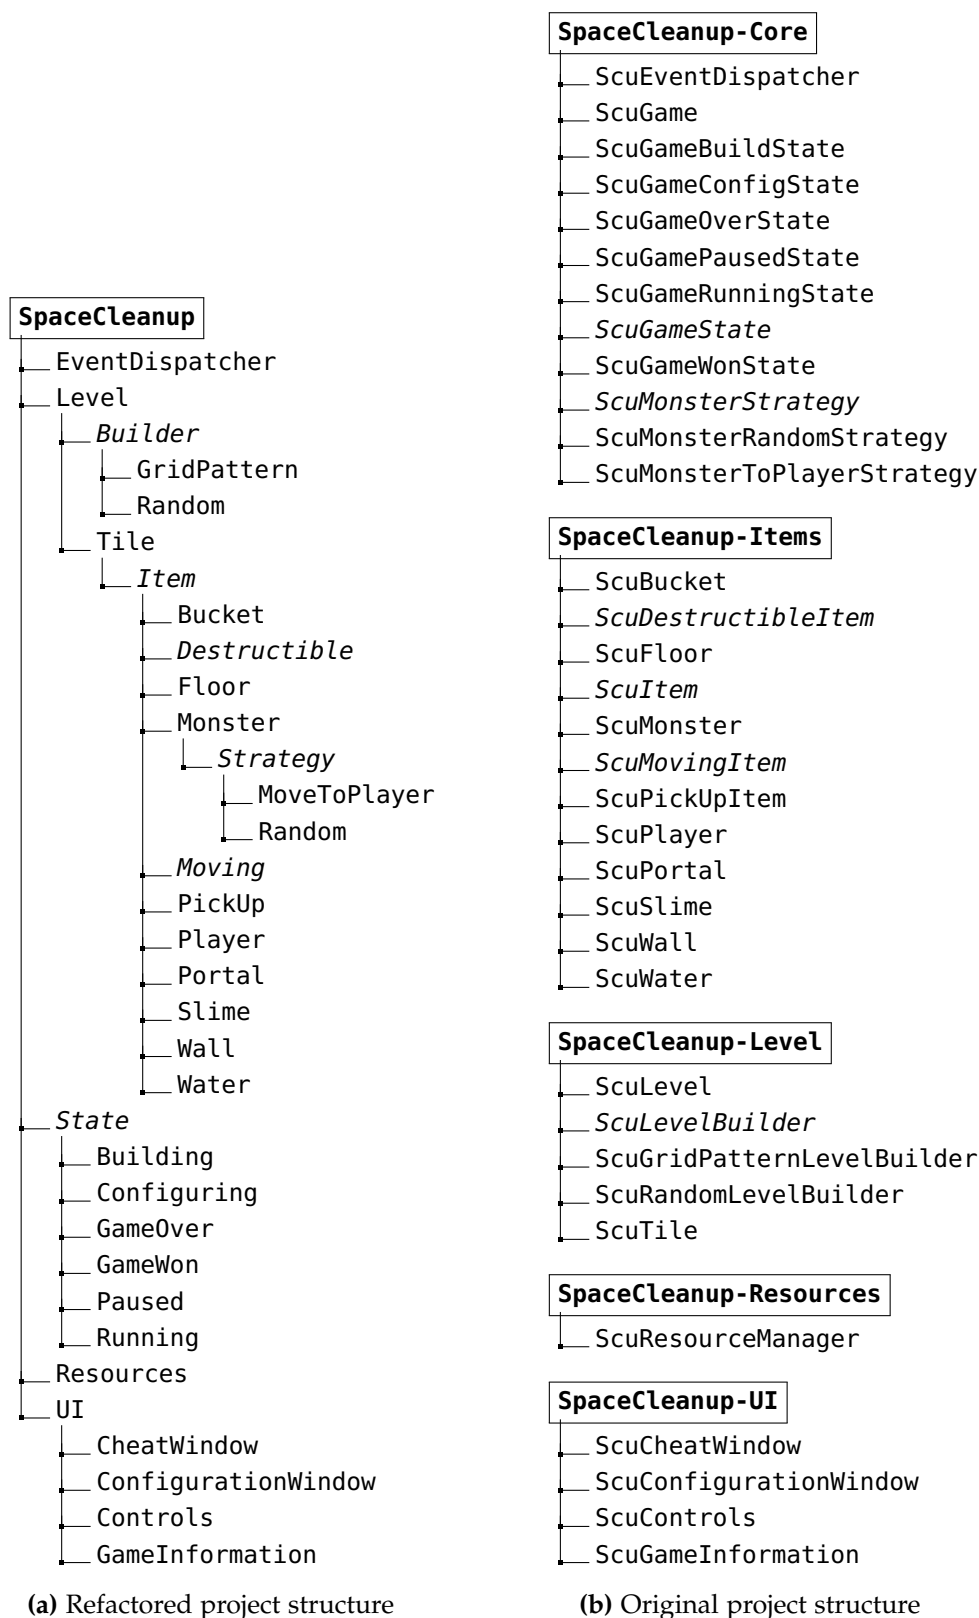 SpaceCleanup
EventDispatcher
Level
Builder
GridPattern
Random
Tile
Item
Bucket
Destructible
Floor
Monster
Strategy
MoveToPlayer
Random
Moving
PickUp
Player
Portal
Slime
Wall
Water
State
Building
Configuring
GameOver
GameWon
Paused
Running
Resources
UI
CheatWindow
ConfigurationWindow
Controls
GameInformation
(a) Refactored project structure
SpaceCleanup-Core
ScuEventDispatcher
ScuGame
ScuGameBuildState
ScuGameConfigState
ScuGameOverState
ScuGamePausedState
ScuGameRunningState
ScuGameState
ScuGameWonState
ScuMonsterStrategy
ScuMonsterRandomStrategy
ScuMonsterToPlayerStrategy
SpaceCleanup-Items
ScuBucket
ScuDestructibleItem
ScuFloor
ScuItem
ScuMonster
ScuMovingItem
ScuPickUpItem
ScuPlayer
ScuPortal
ScuSlime
ScuWall
ScuWater
SpaceCleanup-Level
ScuLevel
ScuLevelBuilder
ScuGridPatternLevelBuilder
ScuRandomLevelBuilder
ScuTile
SpaceCleanup-Resources
ScuResourceManager
SpaceCleanup-UI
ScuCheatWindow
ScuConfigurationWindow
ScuControls
ScuGameInformation
(b) Original project structure